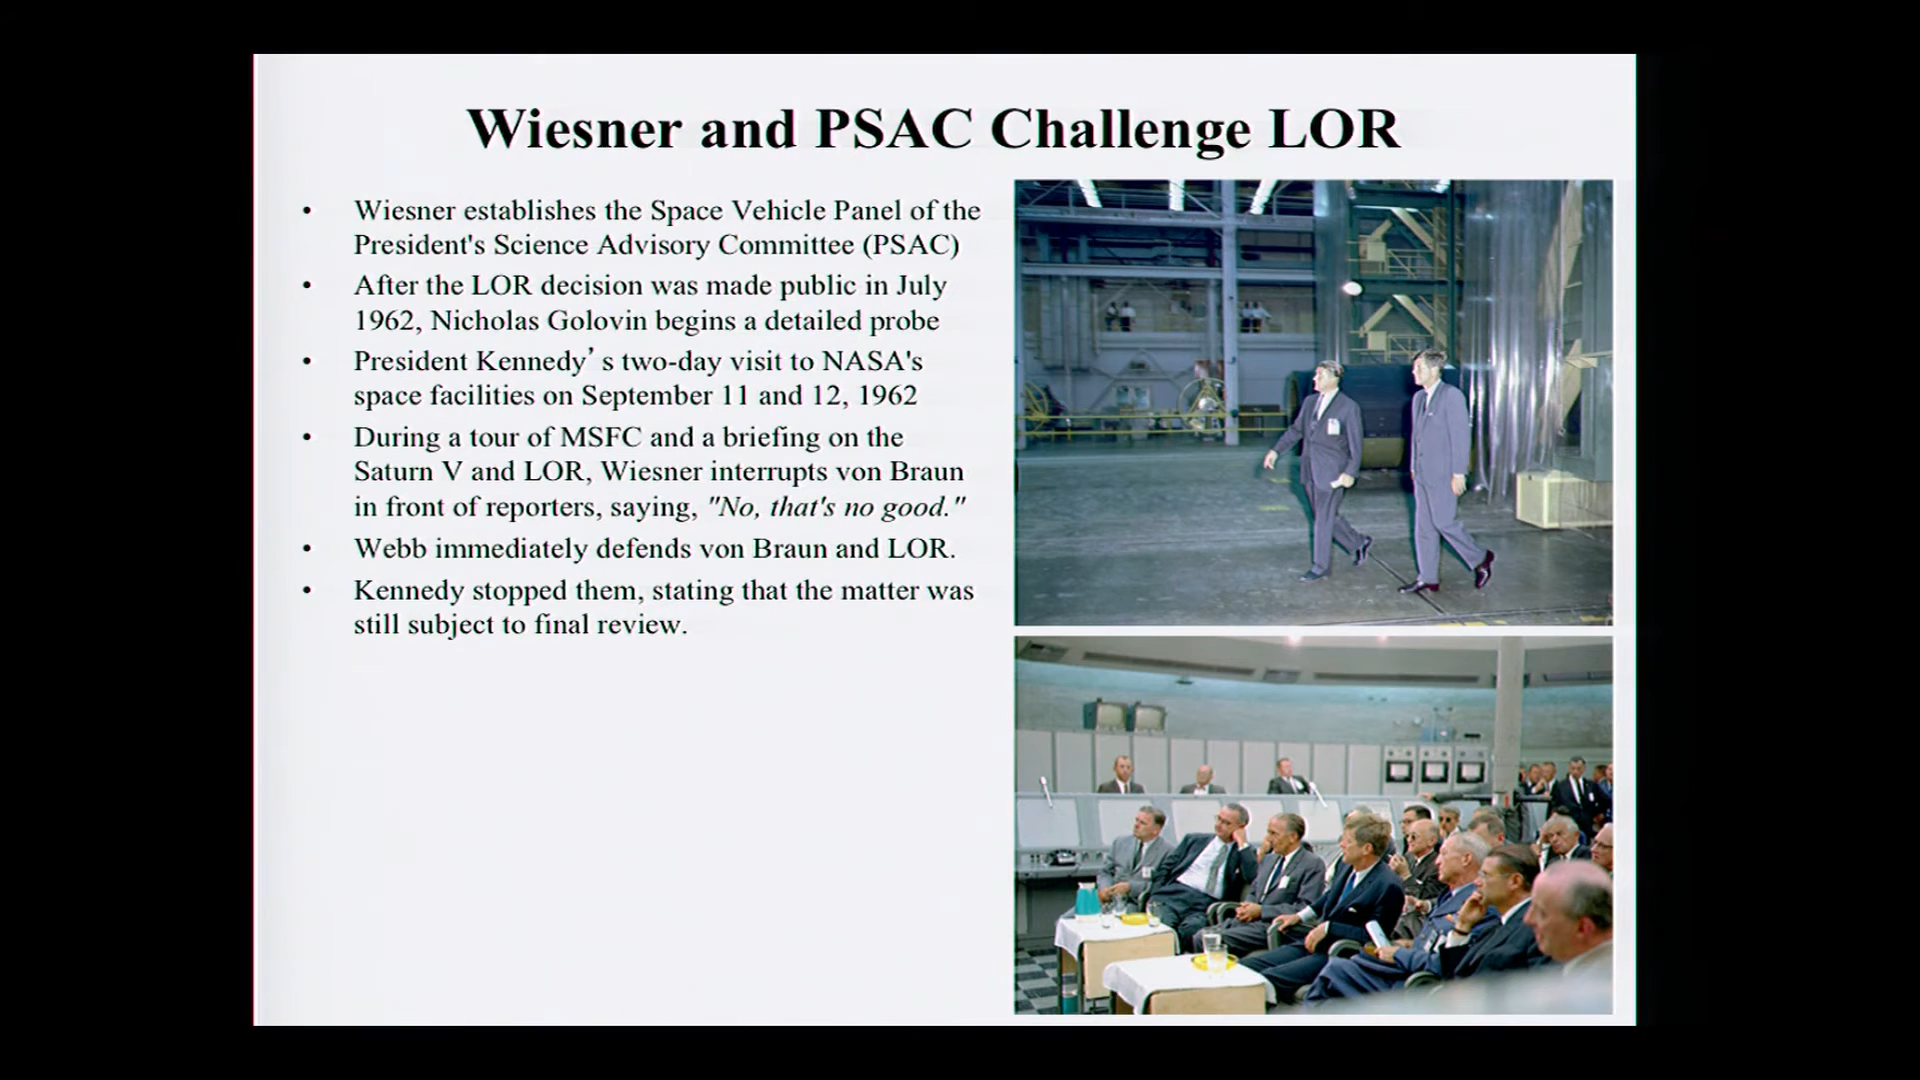 Wiesner and PSAC Challenge LOR
• Wiesner establishes the Space Vehicle Panel of the
President's Science Advisory Committee (PSAC)
• After the LOR decision was made public in July
1962, Nicholas Golovin begins a detailed probe
• President Kennedy’s two-day visit to NASA's
space facilities on September 11 and 12, 1962
• During a tour of MSFC and a briefing on the
Saturn V and LOR, Wiesner interrupts von Braun
in front of reporters, saying, "No, that's no good."
• Webb immediately defends von Braun and LOR.
• Kennedy stopped them, stating that the matter was
still subject to final review.